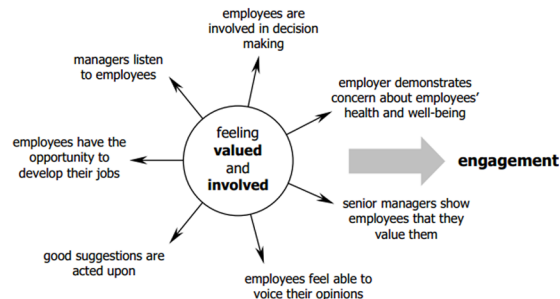 employees are
involved in decision
making
managers listen
to employees
employer demonstrates
concern about employees'
health and well-being
employees have the
opportunity to
develop their jobs
feeling
valued
and
involved
engagement
senior managers show
employees that they
value them
good suggestions are
acted upon
employees feel able to
voice their opinions